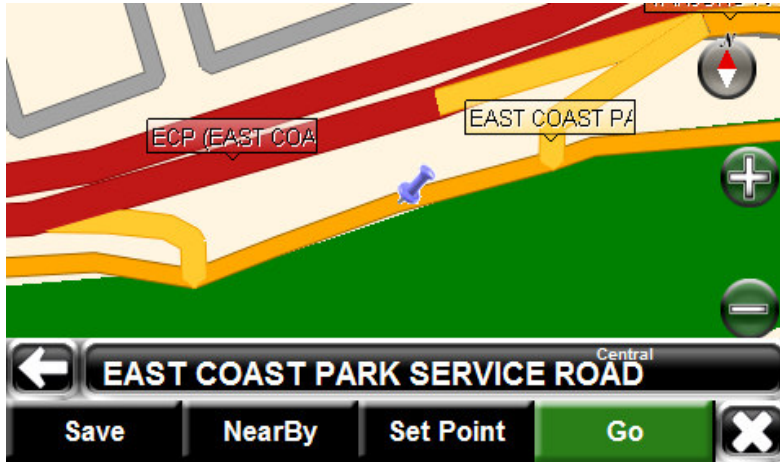 N
ECP (EAST COA
EAST COAST PA
Central
EAST COAST PARK SERVICE ROAD
Save
NearBy
Set Point
Go